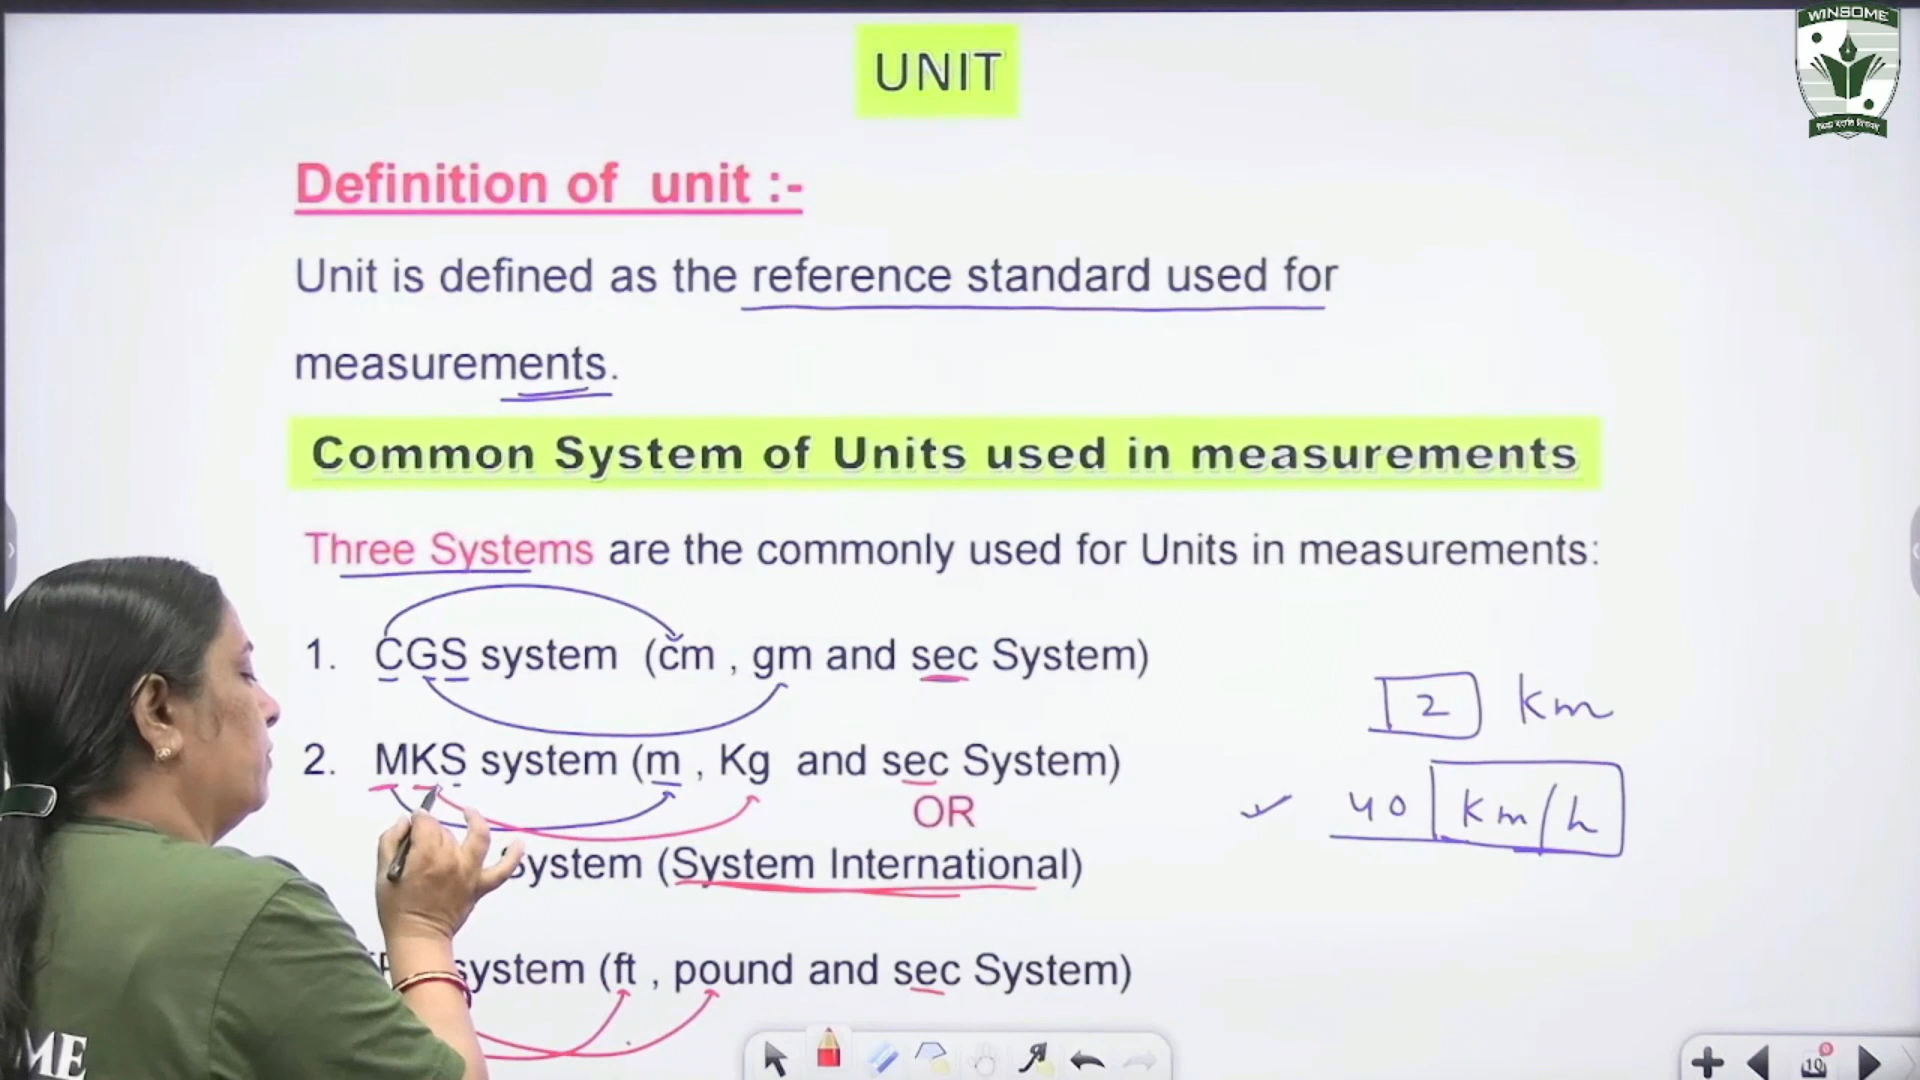 WINSOME
UNIT
Definition of unit :-
Unit is defined as the reference standard used for
measurements.
Common System of Units used in measurements
Three Systems are the commonly used for Units in measurements:
1. CGS system (cm , gm and sec System)
2 km
2. MKS system (m , Kg and sec System)
40 km/h
OR
System (System International)
system (ft , pound and sec System)
ME
10